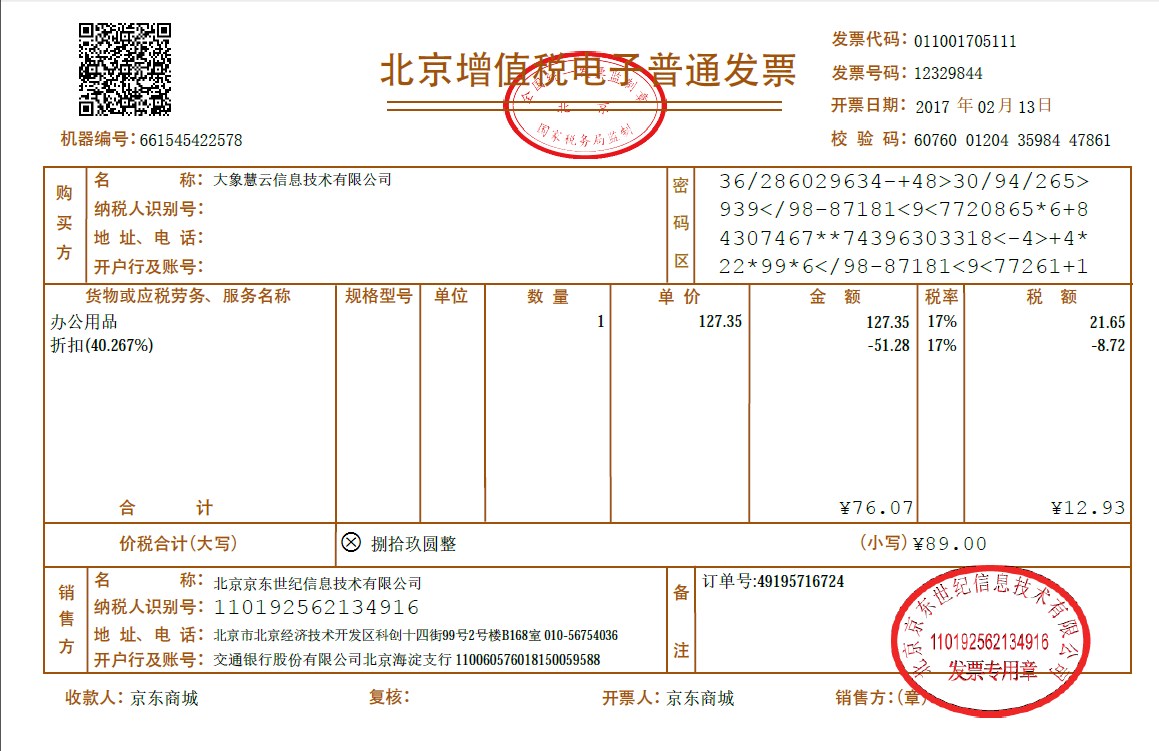 北京增值税电子普通发票
全国统一发票监制章
北 京
国家税务局监制
发票代码：011001705111
发票号码：12329844
开票日期：2017 年 02 月 13 日
校 验 码：60760 01204 35984 47861
机器编号：661545422578
购买方
名 称：大象慧云信息技术有限公司
纳税人识别号：
地 址、电 话：
开户行及账号：
密码区
36/286029634-+48>30/94/265>
939</98-87181<9<7720865*6+8
4307467**74396303318<-4>+4*
22*99*6</98-87181<9<77261+1
货物或应税劳务、服务名称 规格型号 单位 数 量 单 价 金 额 税率 税 额
办公用品 1 127.35 127.35 17% 21.65
折扣(40.267%) -51.28 17% -8.72
合 计 ¥76.07 ¥12.93
价税合计(大写) ⊗ 捌拾玖圆整 (小写)¥89.00
销售方
名 称：北京京东世纪信息技术有限公司
纳税人识别号：110192562134916
地 址、电 话：北京市北京经济技术开发区科创十四街99号2号楼B168室 010-56754036
开户行及账号：交通银行股份有限公司北京海淀支行 110060576018150059588
备注
订单号:49195716724
北京京东世纪信息技术有限公司
110192562134916
发票专用章
收款人：京东商城 复核： 开票人：京东商城 销售方：(章)